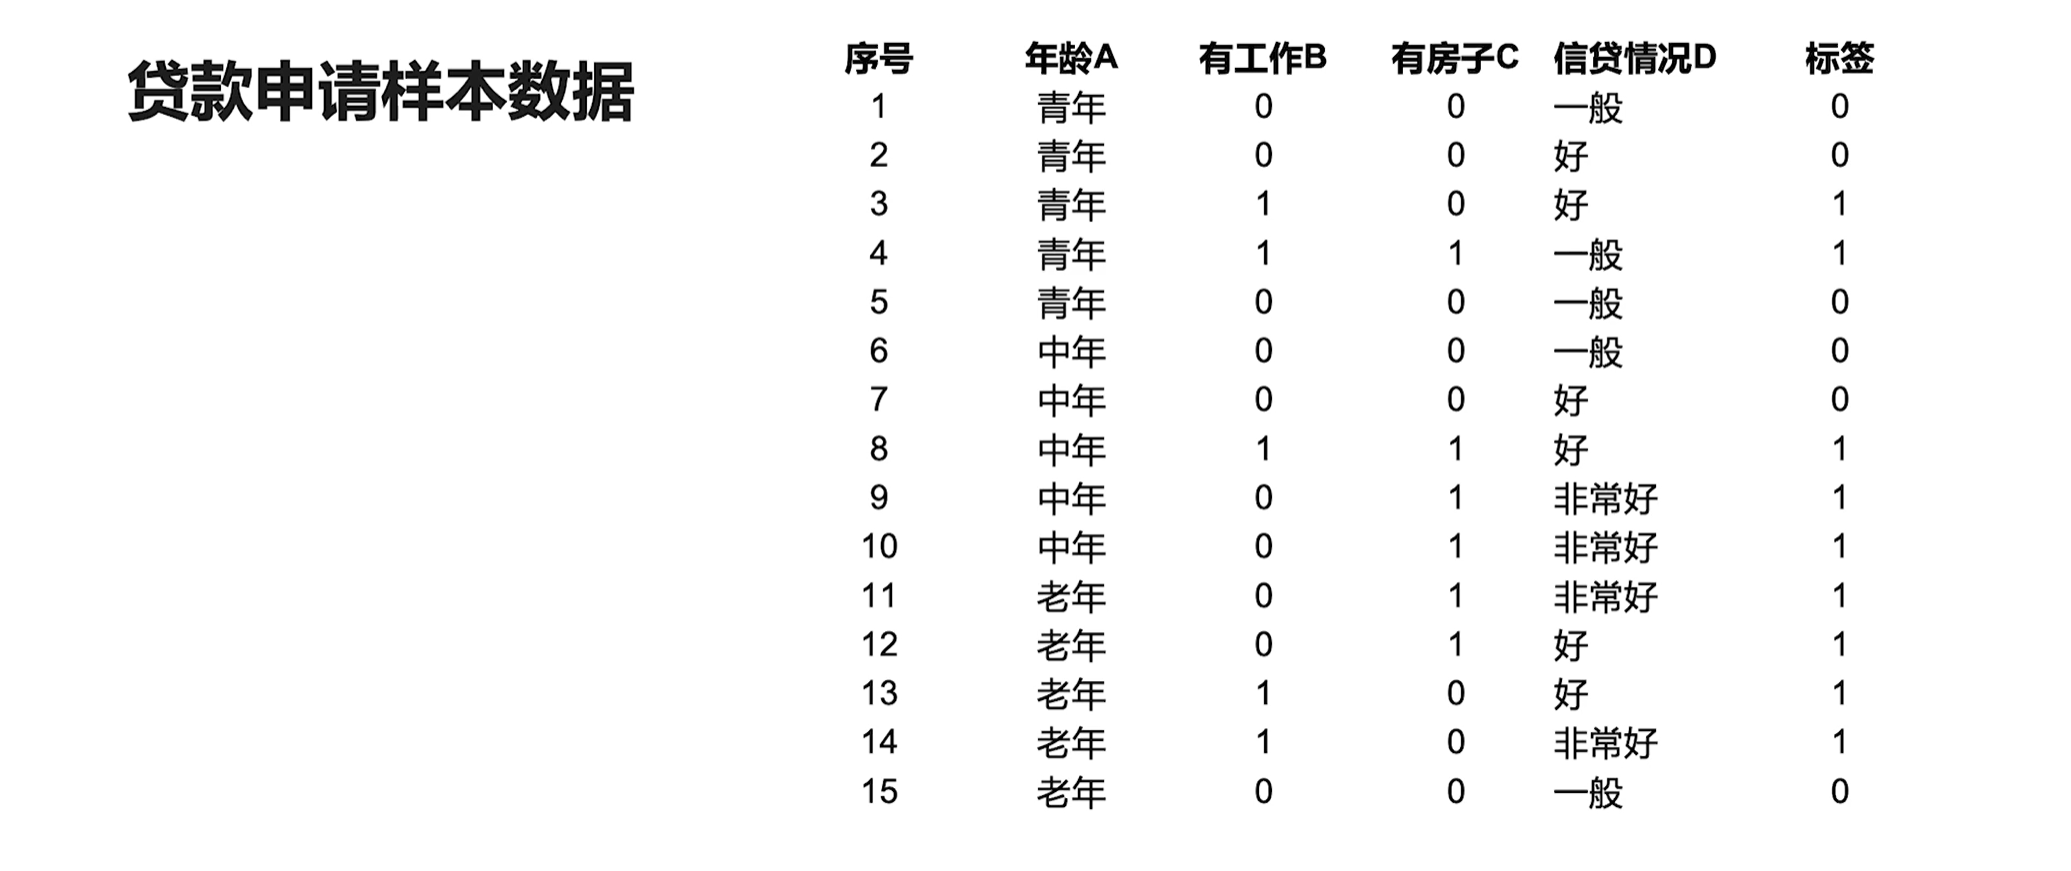 贷款申请样本数据
序号 年龄A 有工作B 有房子C 信贷情况D 标签
1 青年 0 0 一般 0
2 青年 0 0 好 0
3 青年 1 0 好 1
4 青年 1 1 一般 1
5 青年 0 0 一般 0
6 中年 0 0 一般 0
7 中年 0 0 好 0
8 中年 1 1 好 1
9 中年 0 1 非常好 1
10 中年 0 1 非常好 1
11 老年 0 1 非常好 1
12 老年 0 1 好 1
13 老年 1 0 好 1
14 老年 1 0 非常好 1
15 老年 0 0 一般 0